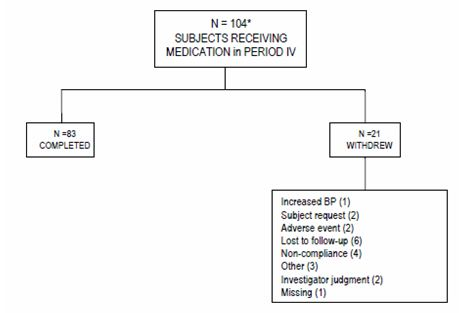 N = 104*
SUBJECTS RECEIVING
MEDICATION in PERIOD IV
N =83
COMPLETED
N =21
WITHDREW
Increased BP (1)
Subject request (2)
Adverse event (2)
Lost to follow-up (6)
Non-compliance (4)
Other (3)
Investigator judgment (2)
Missing (1)